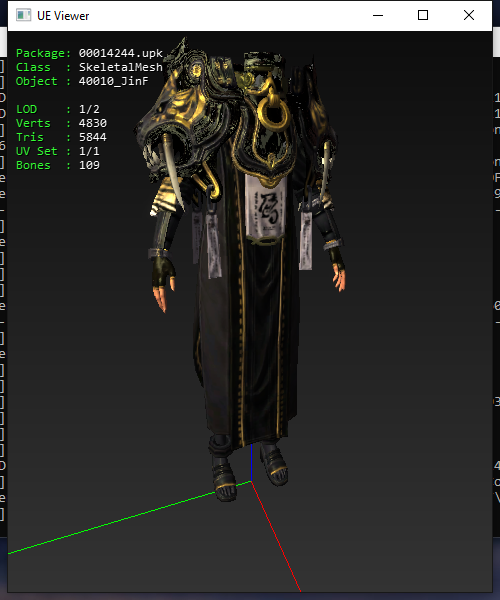 UE Viewer
Package: 00014244.upk
Class : SkeletalMesh
Object : 40010_JinF
LOD : 1/2
Verts : 4830
Tris : 5844
UV Set : 1/1
Bones : 109